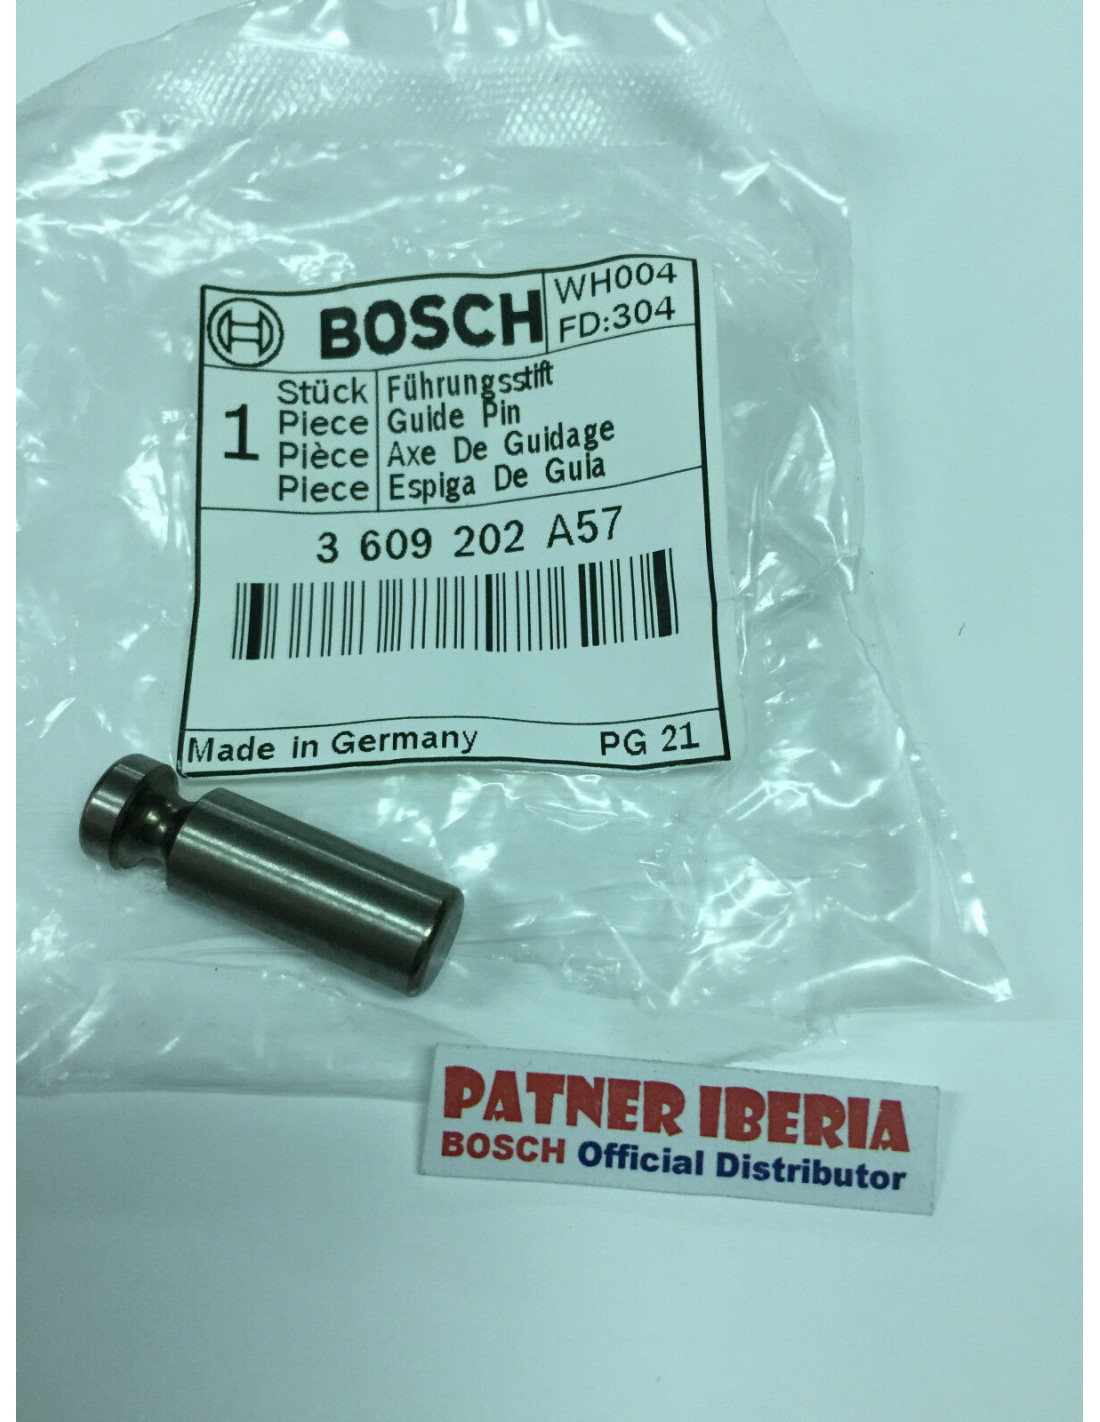 BOSCH
WH004
FD:304
1
Stück
Piece
Pièce
Piece
Führungsstift
Guide Pin
Axe De Guidage
Espiga De Guia
3 609 202 A57
Made in Germany
PG 21
PATNER IBERIA
BOSCH Official Distributor